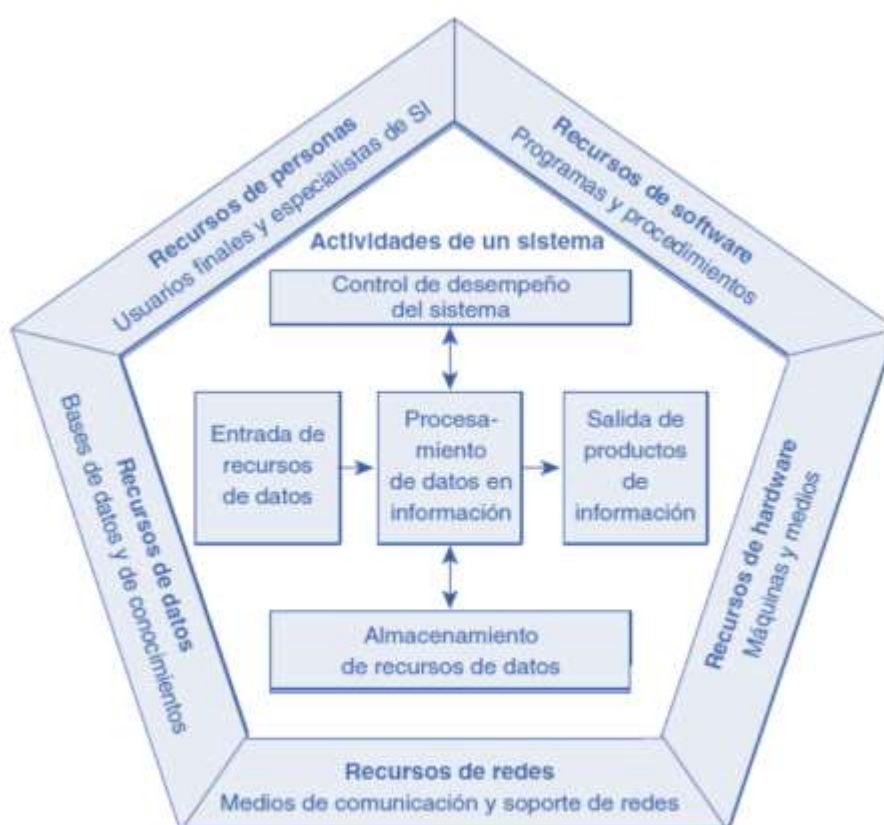 Recursos de personas
Usuarios finales y especialistas de SI
Recursos de software
Programas y procedimientos
Actividades de un sistema
Control de desempeño
del sistema
Entrada de
recursos
de datos
Procesa-
miento
de datos en
información
Salida de
productos
de
información
Almacenamiento
de recursos de datos
Recursos de datos
Bases de datos y de conocimientos
Recursos de hardware
Máquinas y medios
Recursos de redes
Medios de comunicación y soporte de redes